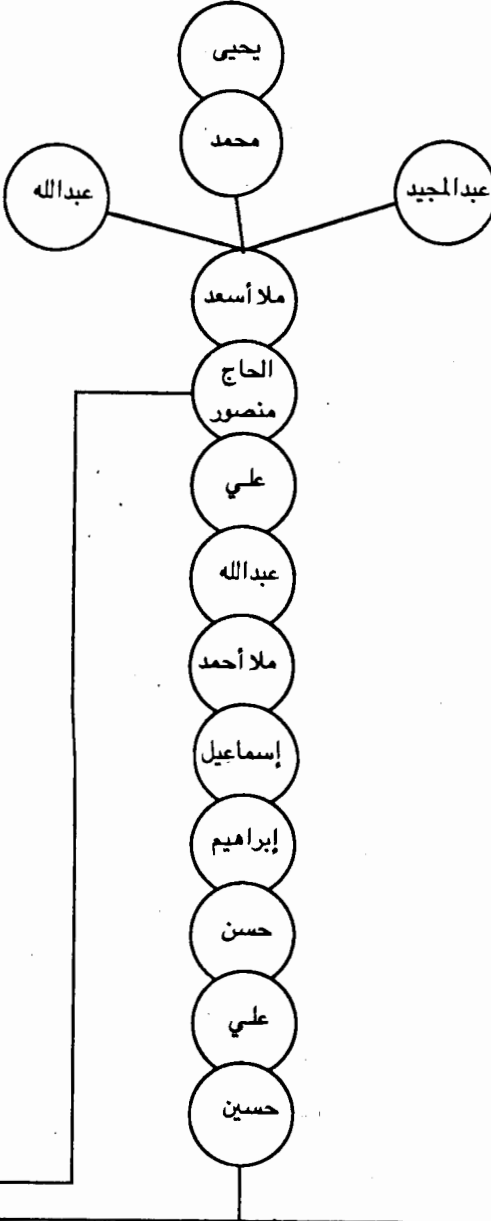 يحيى
محمد
عبدالمجيد
عبدالله
ملا أسعد
الحاج
منصور
علي
عبدالله
ملا أحمد
إسماعيل
إبراهيم
حسن
علي
حسين